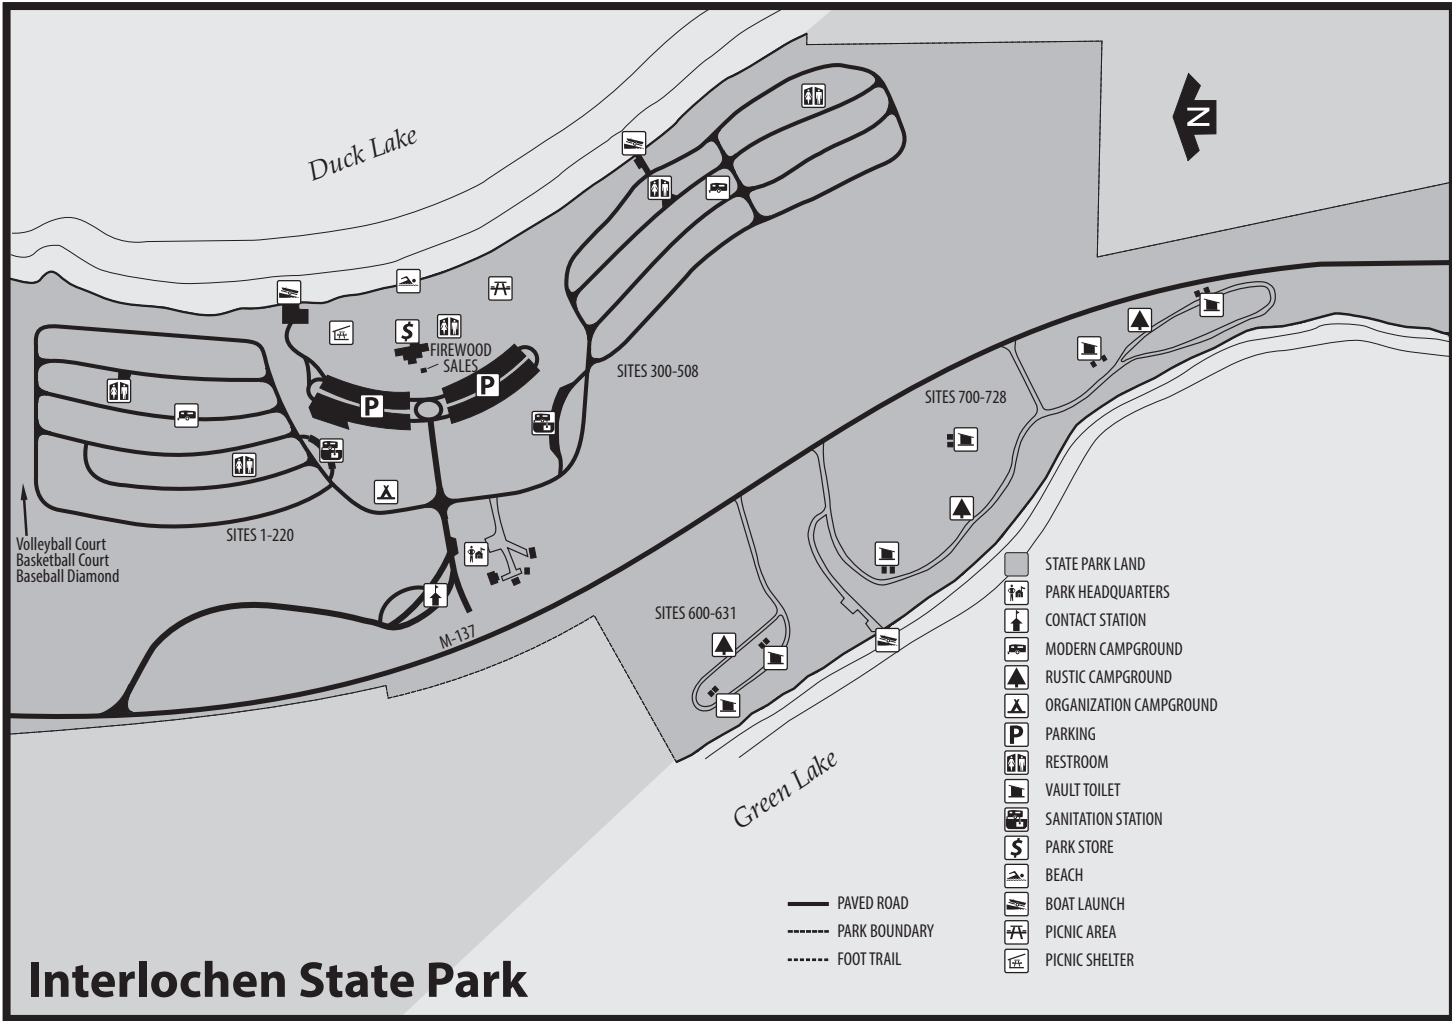 Duck Lake
N
FIREWOOD
SALES
P
P
$
SITES 300-508
SITES 700-728
SITES 1-220
Volleyball Court
Basketball Court
Baseball Diamond
SITES 600-631
M-137
Green Lake
STATE PARK LAND
PARK HEADQUARTERS
CONTACT STATION
MODERN CAMPGROUND
RUSTIC CAMPGROUND
ORGANIZATION CAMPGROUND
P PARKING
RESTROOM
VAULT TOILET
SANITATION STATION
$ PARK STORE
BEACH
BOAT LAUNCH
PICNIC AREA
PICNIC SHELTER
PAVED ROAD
PARK BOUNDARY
FOOT TRAIL
Interlochen State Park